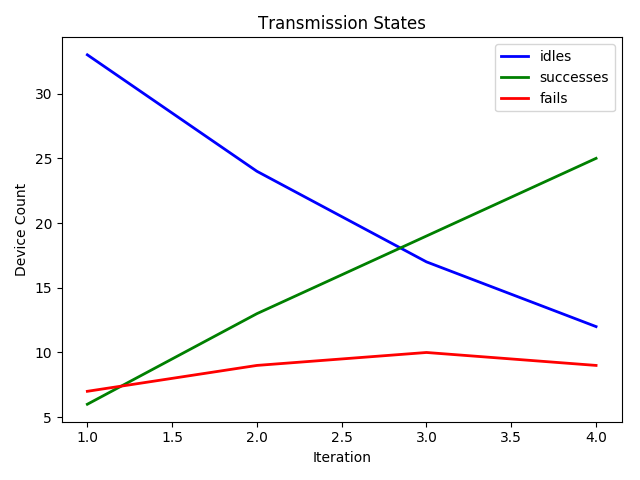 Transmission States
idles
successes
fails
30
25
20
15
10
5
Device Count
1.0 1.5 2.0 2.5 3.0 3.5 4.0
Iteration